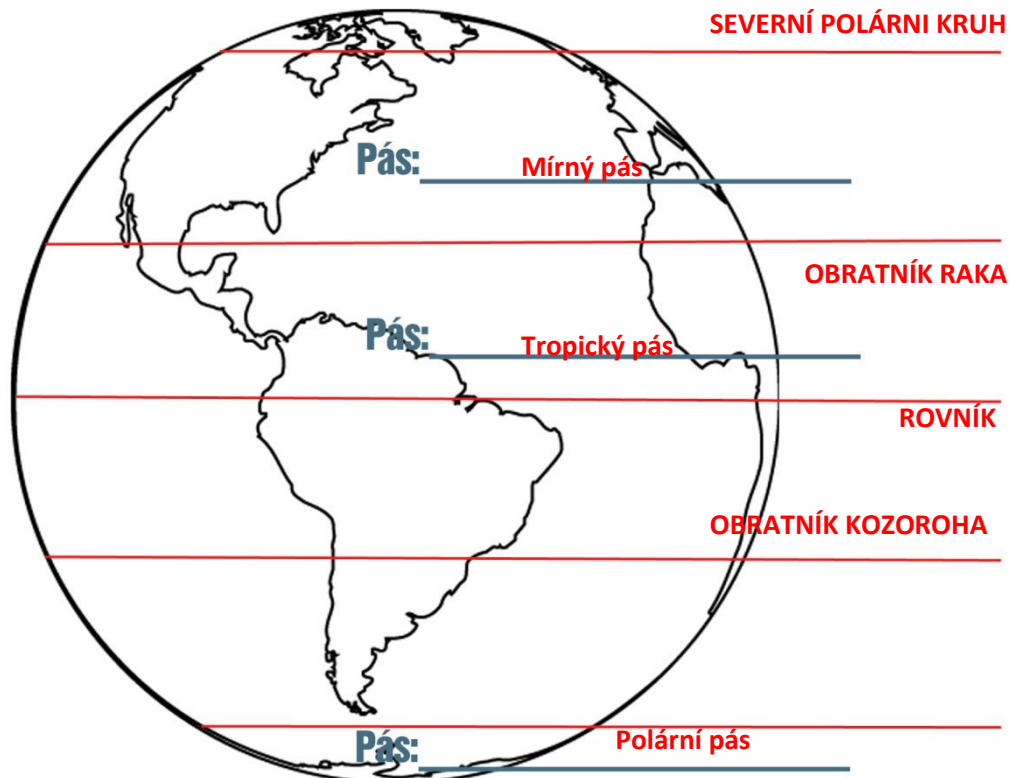 SEVERNÍ POLÁRNI KRUH
Pás: Mírný pás
OBRATNÍK RAKA
Pás: Tropický pás
ROVNÍK
OBRATNÍK KOZOROHA
Pás: Polární pás